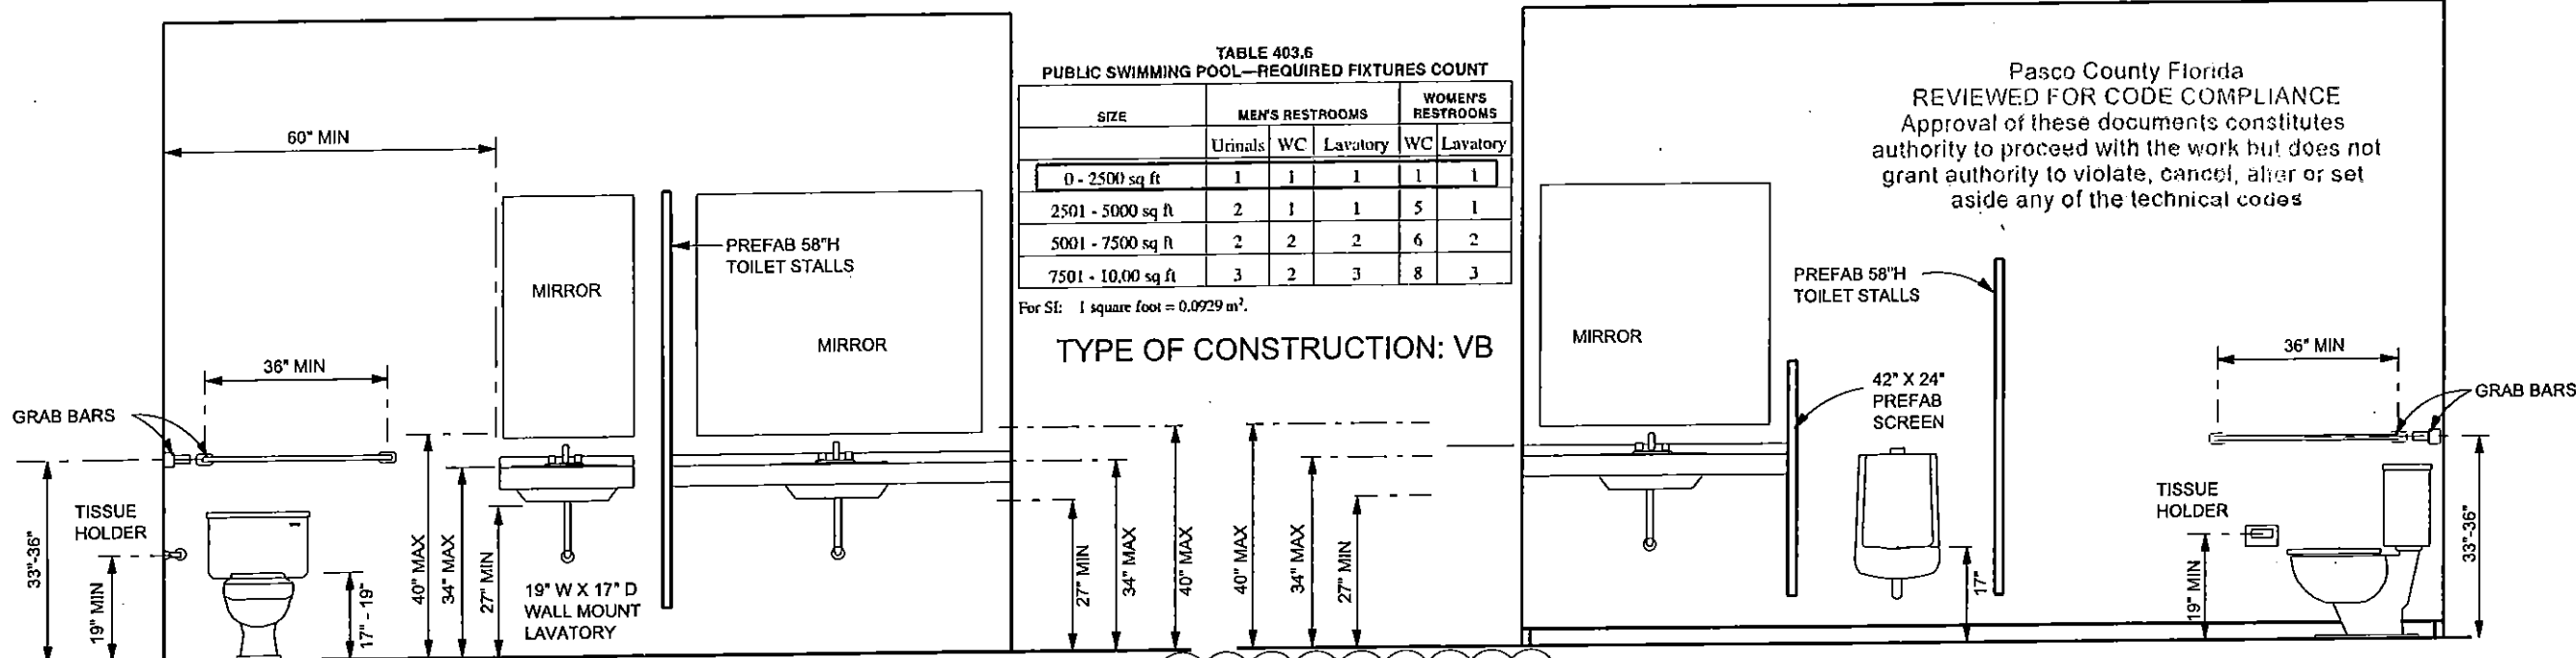 60" MIN
36" MIN
GRAB BARS
33"-36"
TISSUE
HOLDER
19" MIN
17" - 19"
40" MAX
34" MAX
27" MIN
MIRROR
19" W X 17" D
WALL MOUNT
LAVATORY
PREFAB 58"H
TOILET STALLS
MIRROR
27" MIN
34" MAX
40" MAX
TABLE 403.6
PUBLIC SWIMMING POOL—REQUIRED FIXTURES COUNT
SIZE MEN'S RESTROOMS WOMEN'S RESTROOMS
Urinals WC Lavatory WC Lavatory
0 - 2500 sq ft 1 1 1 1 1
2501 - 5000 sq ft 2 1 1 5 1
5001 - 7500 sq ft 2 2 2 6 2
7501 - 10,00 sq ft 3 2 3 8 3
For SI: 1 square foot = 0.0929 m².
TYPE OF CONSTRUCTION: VB
40" MAX
34" MAX
27" MIN
MIRROR
42" X 24"
PREFAB
SCREEN
17"
PREFAB 58"H
TOILET STALLS
Pasco County Florida
REVIEWED FOR CODE COMPLIANCE
Approval of these documents constitutes
authority to proceed with the work but does not
grant authority to violate, cancel, alter or set
aside any of the technical codes
36" MIN
GRAB BARS
TISSUE
HOLDER
19" MIN
33"-36"